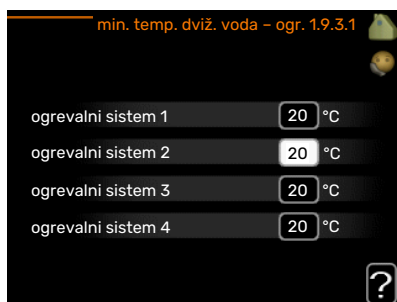 min. temp. dviž. voda – ogr. 1.9.3.1
ogrevalni sistem 1 20 °C
ogrevalni sistem 2 20 °C
ogrevalni sistem 3 20 °C
ogrevalni sistem 4 20 °C
?